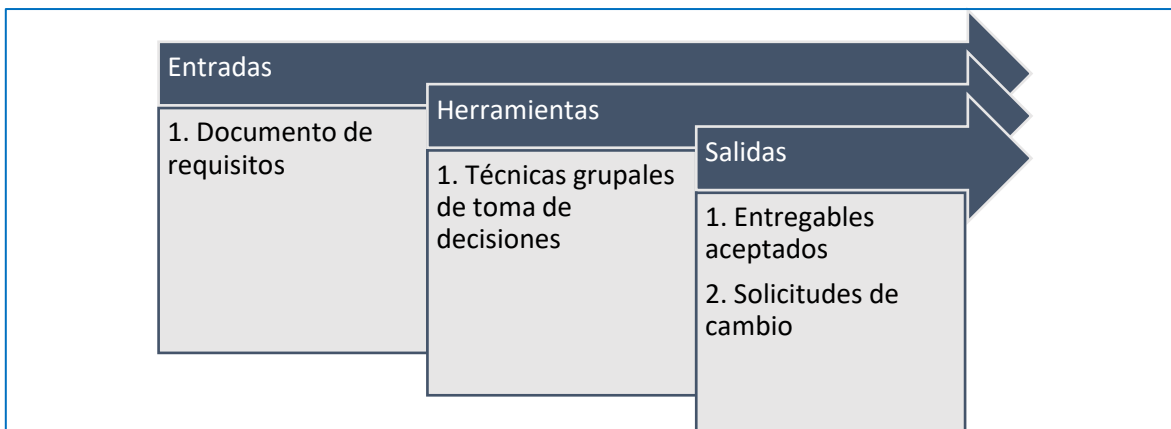 Entradas
1. Documento de
requisitos
Herramientas
1. Técnicas grupales
de toma de
decisiones
Salidas
1. Entregables
aceptados
2. Solicitudes de
cambio